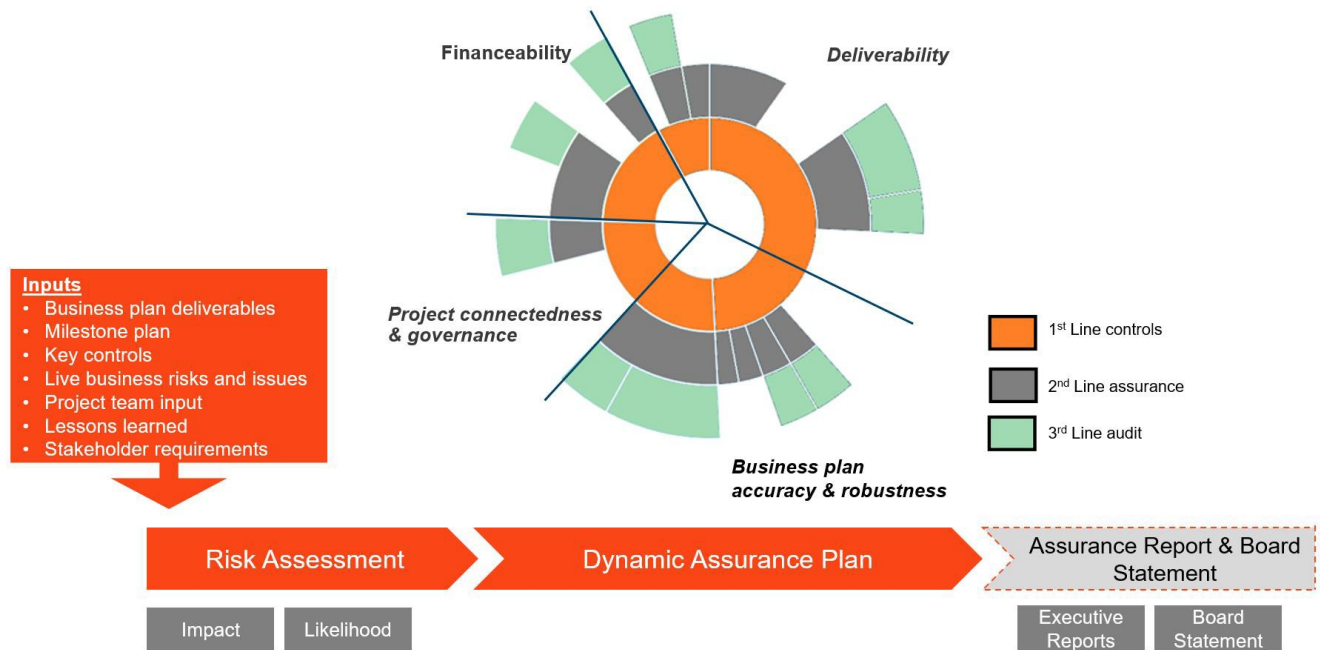 Financeability
Deliverability
Project connectedness
& governance
Business plan
accuracy & robustness
1st Line controls
2nd Line assurance
3rd Line audit
Inputs
• Business plan deliverables
• Milestone plan
• Key controls
• Live business risks and issues
• Project team input
• Lessons learned
• Stakeholder requirements
Risk Assessment
Dynamic Assurance Plan
Assurance Report & Board
Statement
Impact
Likelihood
Executive
Reports
Board
Statement